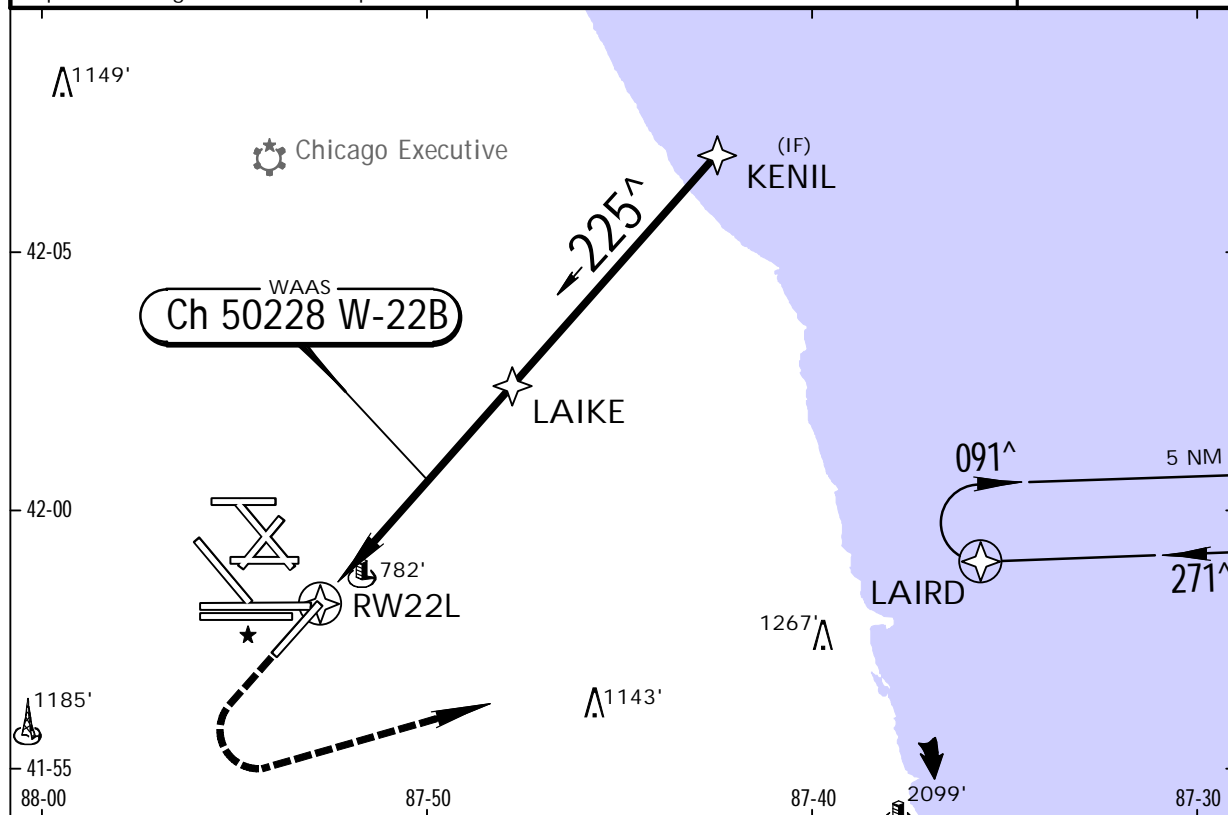 1149'
Chicago Executive
(IF)
KENIL
225^
42-05
WAAS
Ch 50228 W-22B
LAIKE
091^
5 NM
42-00
782'
271^
LAIRD
RW22L
1267'
1185'
1143'
41-55
88-00
87-50
87-40
2099'
87-30